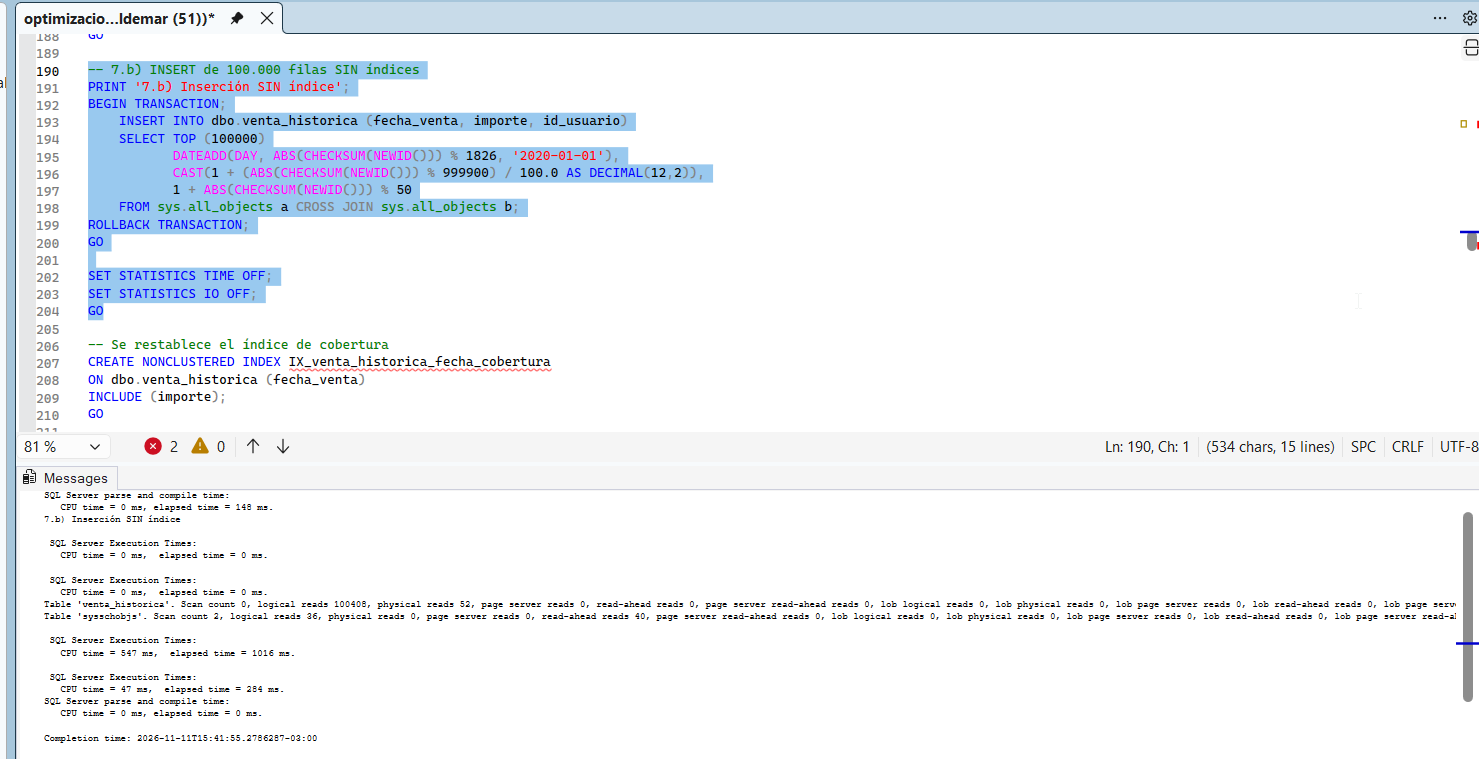 optimizacio...ldemar (51))*
188 GO
189
190 -- 7.b) INSERT de 100.000 filas SIN índices
191 PRINT '7.b) Inserción SIN índice';
192 BEGIN TRANSACTION;
193 INSERT INTO dbo.venta_historica (fecha_venta, importe, id_usuario)
194 SELECT TOP (100000)
195 DATEADD(DAY, ABS(CHECKSUM(NEWID())) % 1826, '2020-01-01'),
196 CAST(1 + (ABS(CHECKSUM(NEWID())) % 999900) / 100.0 AS DECIMAL(12,2)),
197 1 + ABS(CHECKSUM(NEWID())) % 50
198 FROM sys.all_objects a CROSS JOIN sys.all_objects b;
199 ROLLBACK TRANSACTION;
200 GO
201
202 SET STATISTICS TIME OFF;
203 SET STATISTICS IO OFF;
204 GO
205
206 -- Se restablece el índice de cobertura
207 CREATE NONCLUSTERED INDEX IX_venta_historica_fecha_cobertura
208 ON dbo.venta_historica (fecha_venta)
209 INCLUDE (importe);
210 GO
211
81 % 2 0 Ln: 190, Ch: 1 (534 chars, 15 lines) SPC CRLF UTF-8
Messages
SQL Server parse and compile time:
CPU time = 0 ms, elapsed time = 148 ms.
7.b) Inserción SIN índice
SQL Server Execution Times:
CPU time = 0 ms, elapsed time = 0 ms.
SQL Server Execution Times:
CPU time = 0 ms, elapsed time = 0 ms.
Table 'venta_historica'. Scan count 0, logical reads 100408, physical reads 52, page server reads 0, read-ahead reads 0, page server read-ahead reads 0, lob logical reads 0, lob physical reads 0, lob page server reads 0, lob read-ahead reads 0, lob page serv
Table 'sysschobjs'. Scan count 2, logical reads 36, physical reads 0, page server reads 0, read-ahead reads 40, page server read-ahead reads 0, lob logical reads 0, lob physical reads 0, lob page server reads 0, lob read-ahead reads 0, lob page server read-a
SQL Server Execution Times:
CPU time = 547 ms, elapsed time = 1016 ms.
SQL Server Execution Times:
CPU time = 47 ms, elapsed time = 284 ms.
SQL Server parse and compile time:
CPU time = 0 ms, elapsed time = 0 ms.
Completion time: 2026-11-11T15:41:55.2786287-03:00